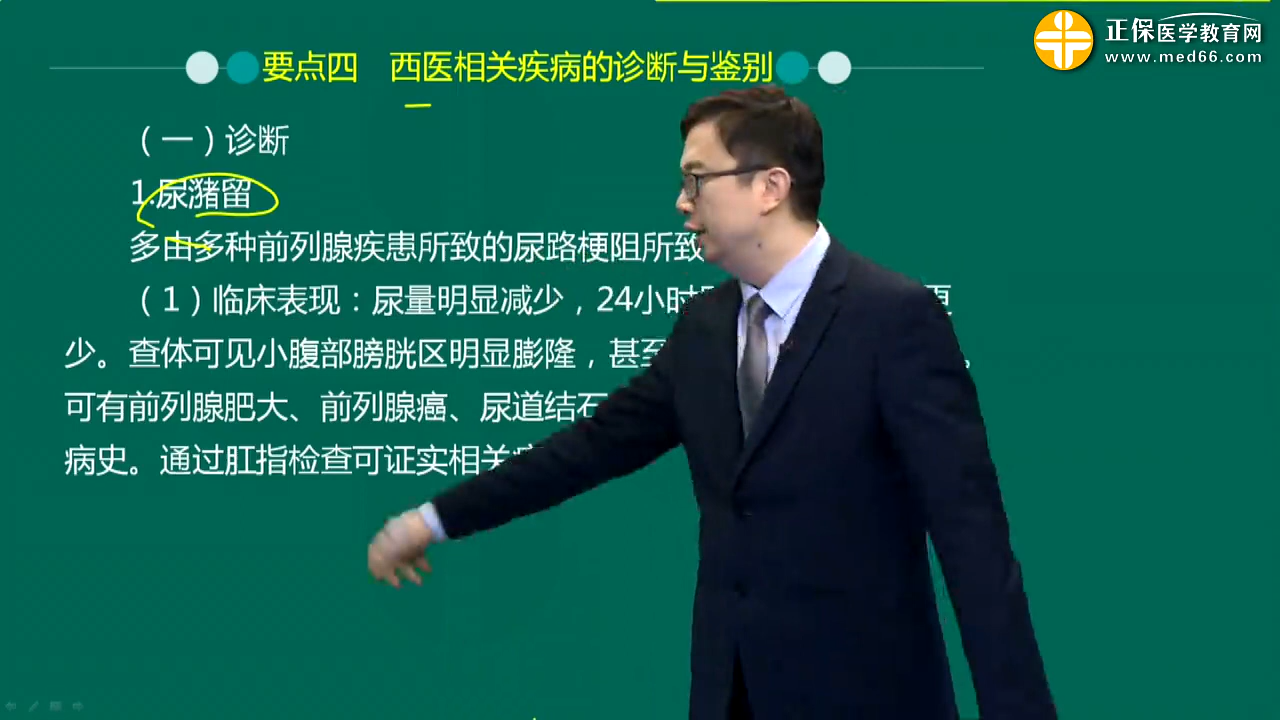 正保医学教育网
www.med66.com
要点四 西医相关疾病的诊断与鉴别
（一）诊断
1.尿潴留
多由多种前列腺疾患所致的尿路梗阻所致
（1）临床表现：尿量明显减少，24小时 更
少。查体可见小腹部膀胱区明显膨隆，甚至 。
可有前列腺肥大、前列腺癌、尿道结石
病史。通过肛指检查可证实相关